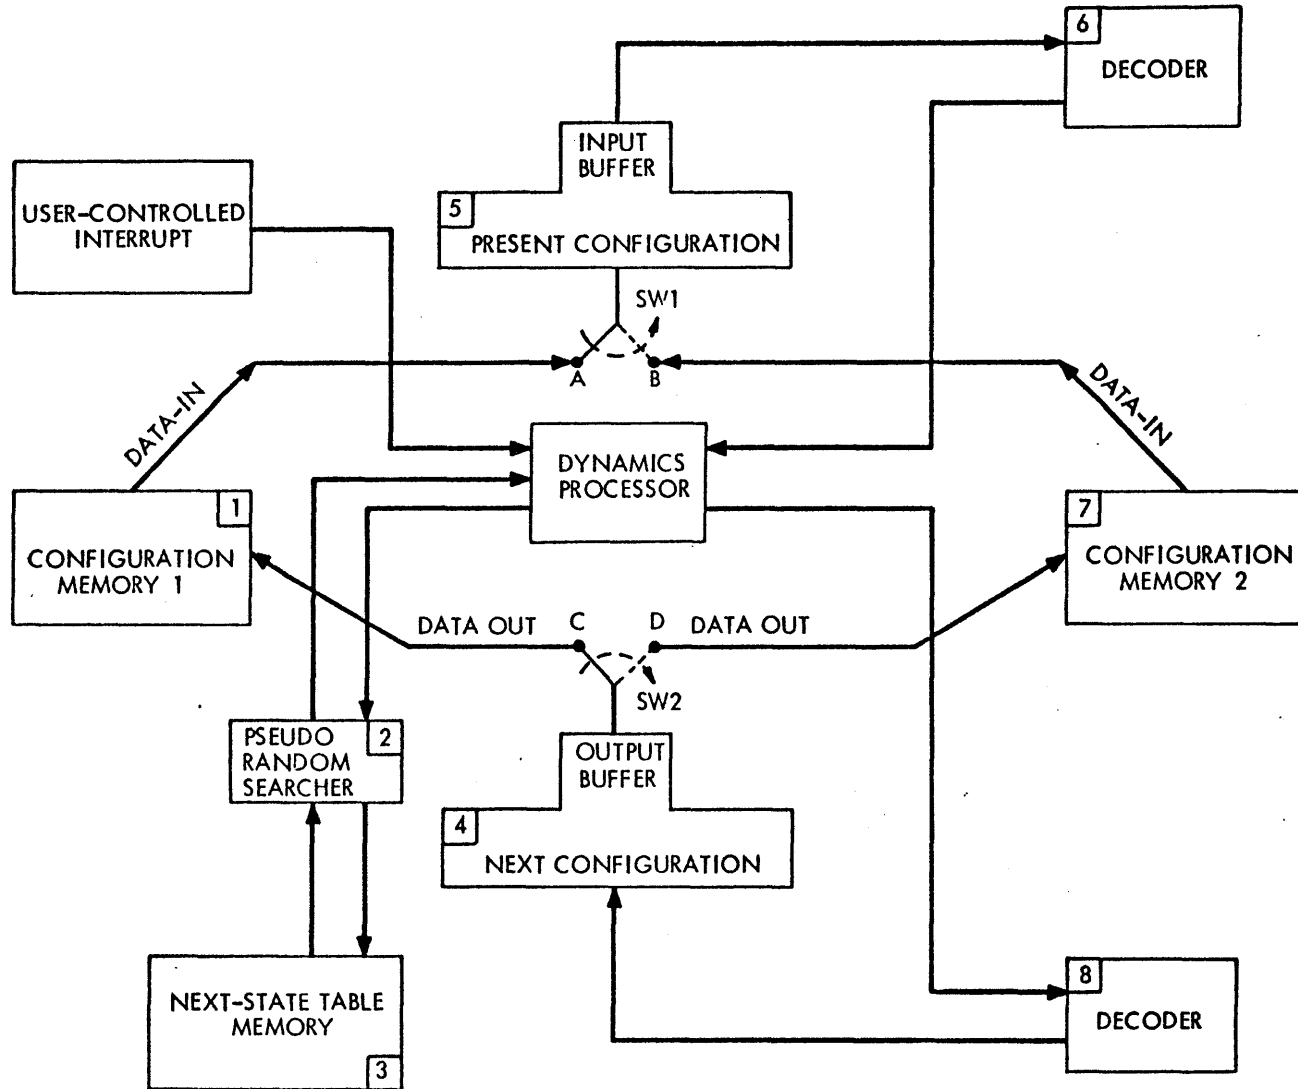 6
DECODER
INPUT
BUFFER
USER-CONTROLLED
INTERRUPT
5
PRESENT CONFIGURATION
SW1
A
B
DATA-IN
DATA-IN
DYNAMICS
PROCESSOR
1
CONFIGURATION
MEMORY 1
7
CONFIGURATION
MEMORY 2
DATA OUT
C
D
DATA OUT
SW2
PSEUDO
RANDOM
SEARCHER
2
OUTPUT
BUFFER
4
NEXT CONFIGURATION
NEXT-STATE TABLE
MEMORY
3
8
DECODER